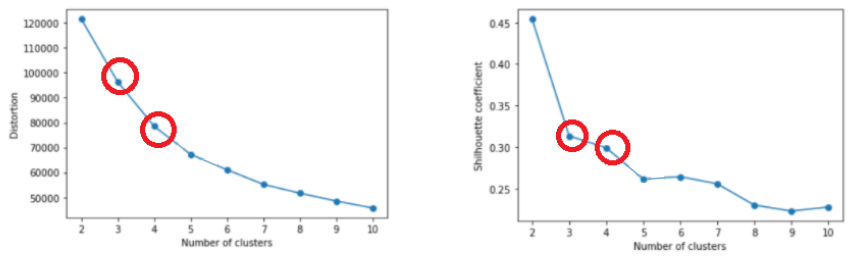 120000
110000
100000
90000
80000
70000
60000
50000
Distortion
2 3 4 5 6 7 8 9 10
Number of clusters
0.45
0.40
0.35
0.30
0.25
Shilhouette coefficient
2 3 4 5 6 7 8 9 10
Number of clusters